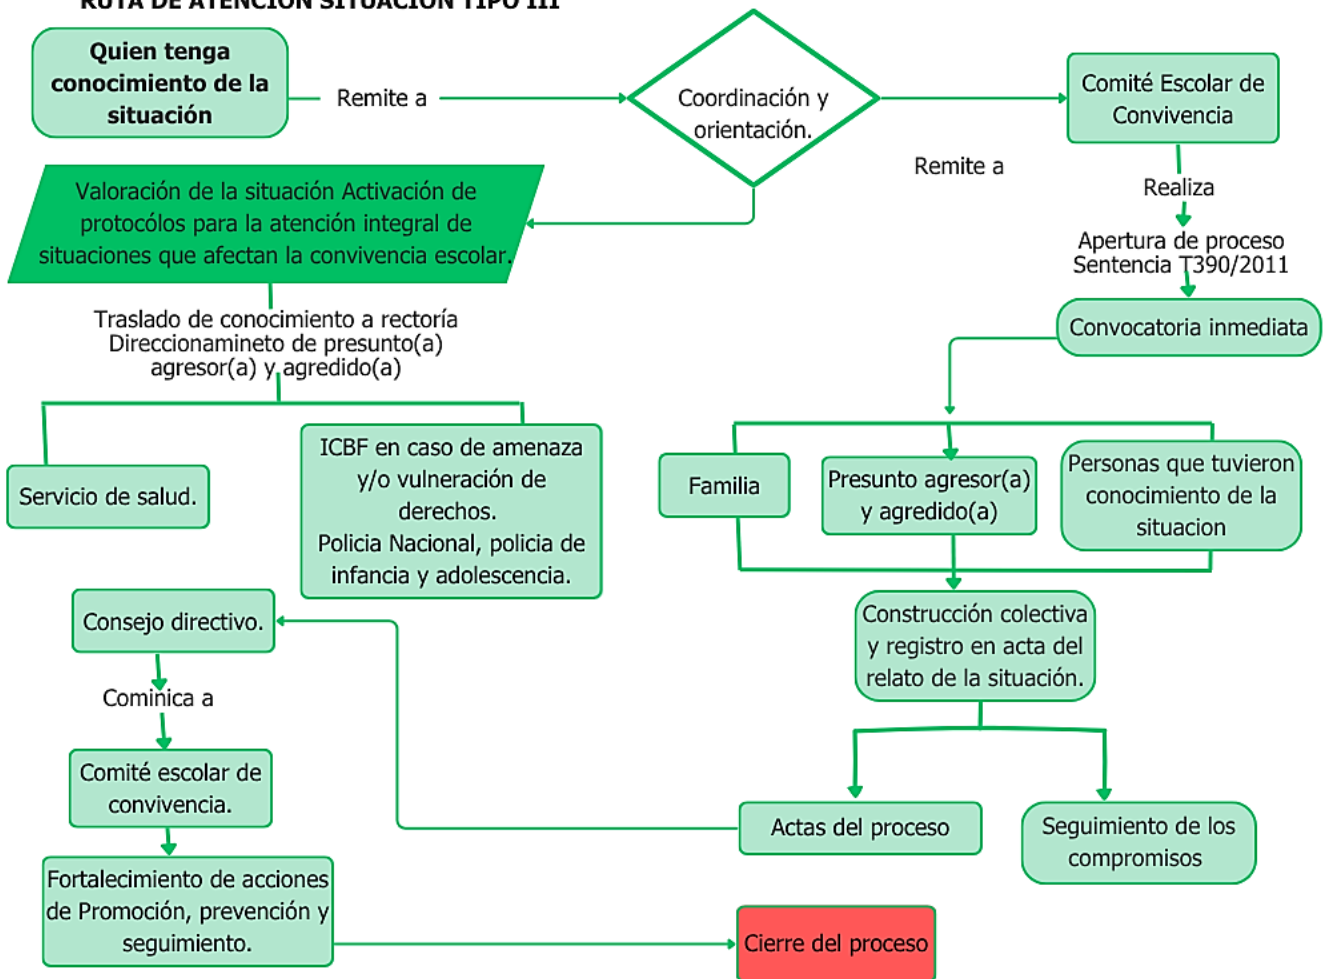 RUTA DE ATENCIÓN SITUACIÓN TIPO III
Quien tenga
conocimiento de la
situación
Remite a
Coordinación y
orientación.
Remite a
Comité Escolar de
Convivencia
Realiza
Apertura de proceso
Sentencia T390/2011
Convocatoria inmediata
Valoración de la situación Activación de
protocólos para la atención integral de
situaciones que afectan la convivencia escolar.
Traslado de conocimiento a rectoría
Direccionamineto de presunto(a)
agresor(a) y agredido(a)
Servicio de salud.
ICBF en caso de amenaza
y/o vulneración de
derechos.
Policia Nacional, policia de
infancia y adolescencia.
Familia
Presunto agresor(a)
y agredido(a)
Personas que tuvieron
conocimiento de la
situacion
Construcción colectiva
y registro en acta del
relato de la situación.
Actas del proceso
Seguimiento de los
compromisos
Consejo directivo.
Cominica a
Comité escolar de
convivencia.
Fortalecimiento de acciones
de Promoción, prevención y
seguimiento.
Cierre del proceso